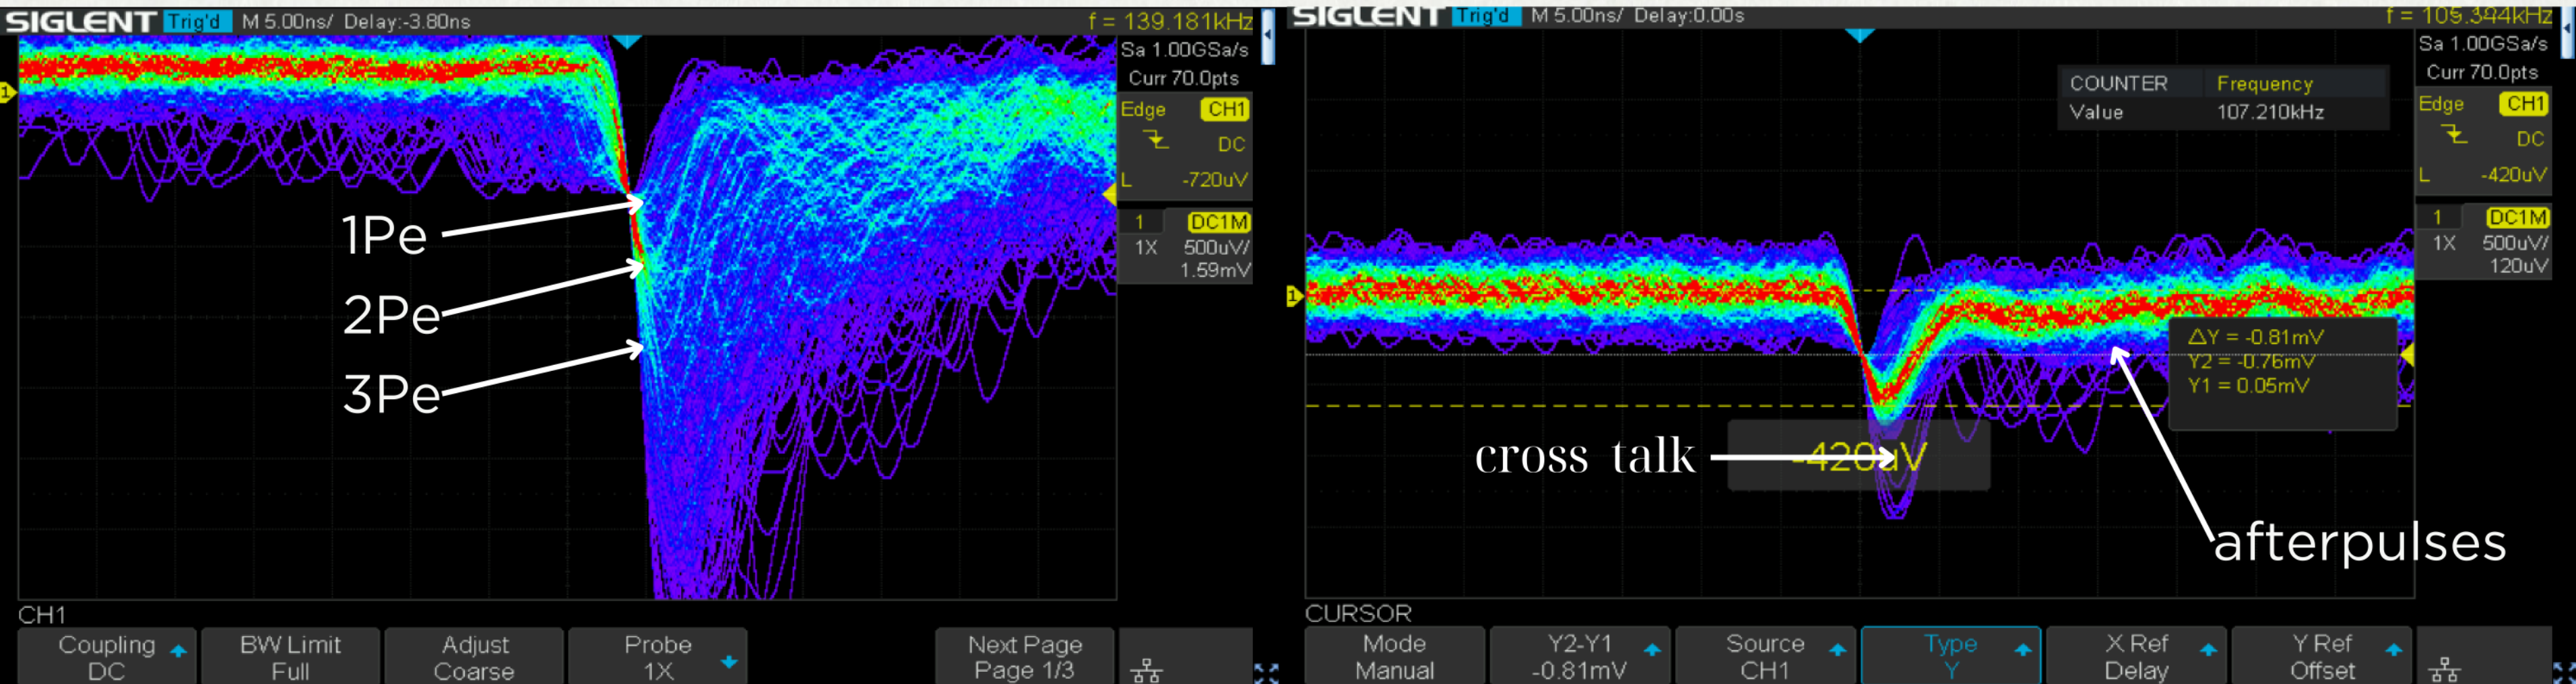 SIGLENT Trig'd M 5.00ns/ Delay:-3.80ns f = 139.181kHz
Sa 1.00GSa/s
Curr 70.0pts
Edge CH1
DC
L -720uV
1 DC1M
1X 500uV/
1.59mV
1
1Pe
2Pe
3Pe
CH1
Coupling
DC
BW Limit
Full
Adjust
Coarse
Probe
1X
Next Page
Page 1/3
SIGLENT Trig'd M 5.00ns/ Delay:0.00s f = 109.344kHz
Sa 1.00GSa/s
Curr 70.0pts
COUNTER Frequency
Value 107.210kHz
Edge CH1
DC
L -420uV
1 DC1M
1X 500uV/
120uV
1
ΔY = -0.81mV
Y2 = -0.76mV
Y1 = 0.05mV
cross talk
-420uV
afterpulses
CURSOR
Mode
Manual
Y2-Y1
-0.81mV
Source
CH1
Type
Y
X Ref
Delay
Y Ref
Offset